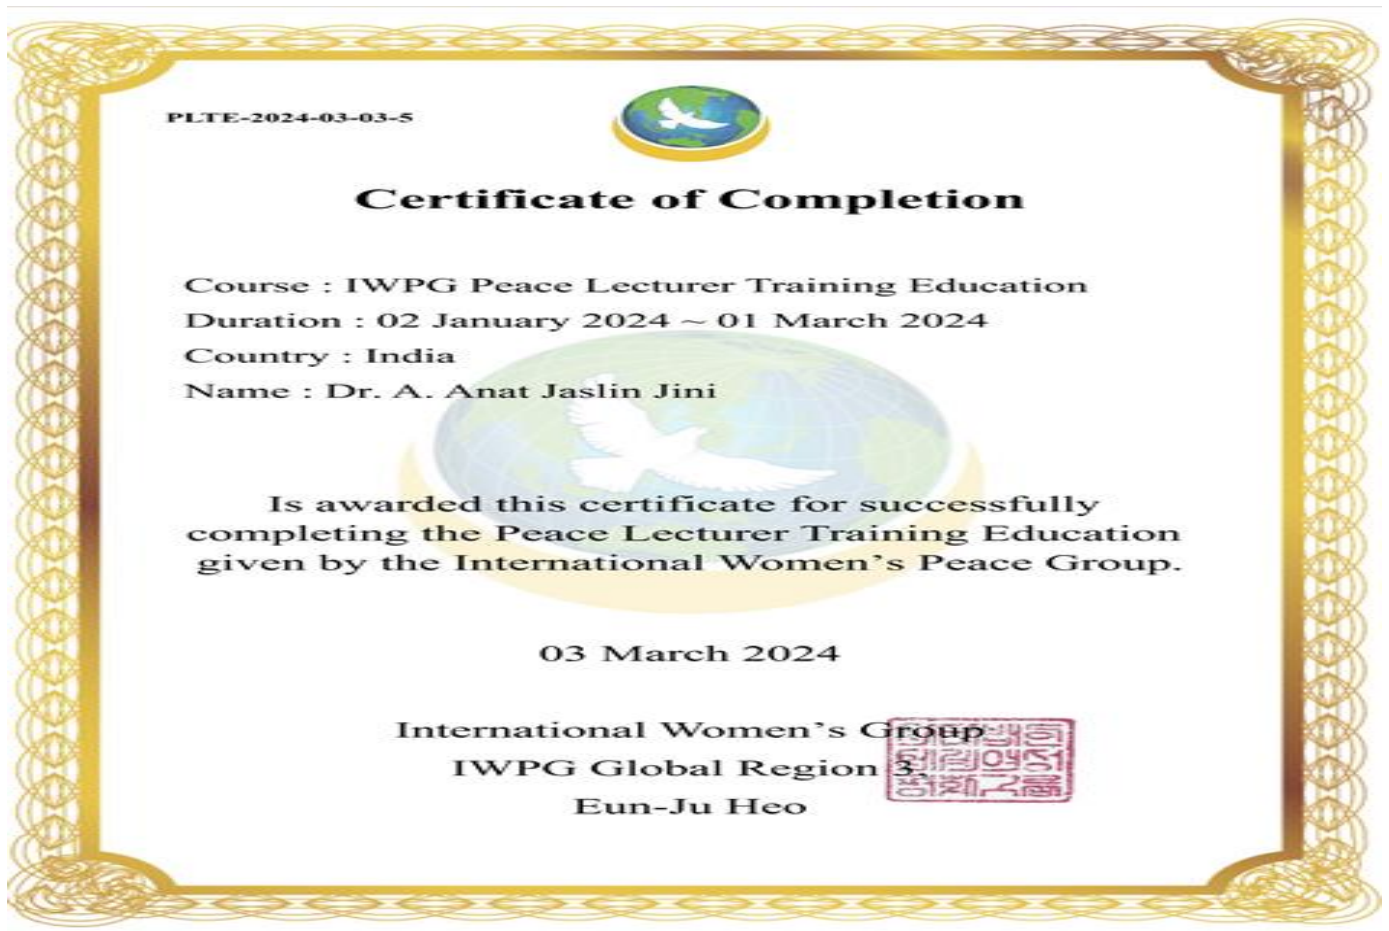 PLTE-2024-03-03-5
Certificate of Completion
Course : IWPG Peace Lecturer Training Education
Duration : 02 January 2024 ~ 01 March 2024
Country : India
Name : Dr. A. Anat Jaslin Jini
Is awarded this certificate for successfully
completing the Peace Lecturer Training Education
given by the International Women’s Peace Group.
03 March 2024
International Women’s Group
IWPG Global Region 3,
Eun-Ju Heo